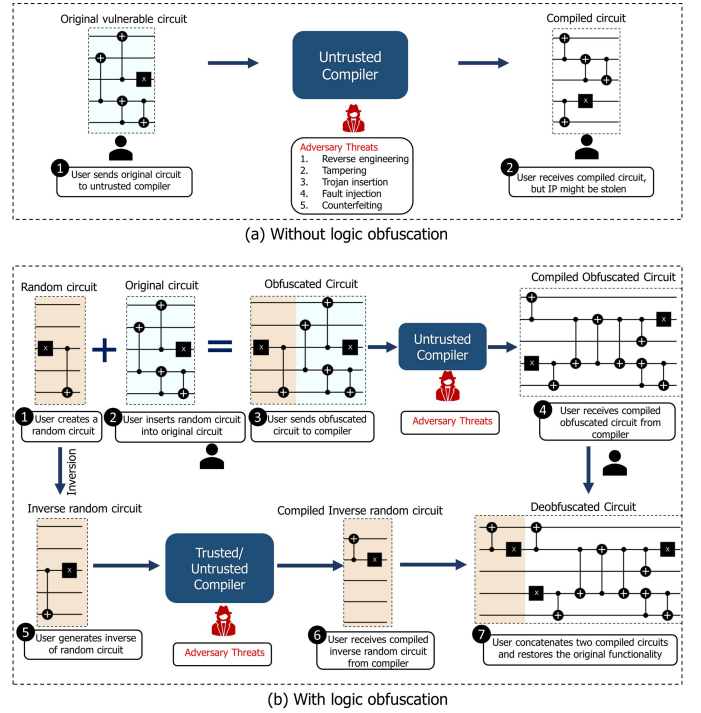 Original vulnerable circuit
Compiled circuit
X
Untrusted
Compiler
X
Adversary Threats
1. Reverse engineering
2. Tampering
3. Trojan insertion
4. Fault injection
5. Counterfeiting
1
User sends original circuit
to untrusted compiler
2
User receives compiled circuit,
but IP might be stolen
(a) Without logic obfuscation
Random circuit
Original circuit
Obfuscated Circuit
Compiled Obfuscated Circuit
X
+
X
=
X
X
Untrusted
Compiler
X
X
Adversary Threats
1
User creates a
random circuit
2
User inserts random circuit
into original circuit
3
User sends obfuscated
circuit to compiler
4
User receives compiled
obfuscated circuit from
compiler
Inversion
Inverse random circuit
Compiled Inverse random circuit
Deobfuscated Circuit
X
Trusted/
Untrusted
Compiler
X
X
X
X
Adversary Threats
5
User generates inverse
of random circuit
6
User receives compiled
inverse random circuit
from compiler
7
User concatenates two compiled circuits
and restores the original functionality
(b) With logic obfuscation